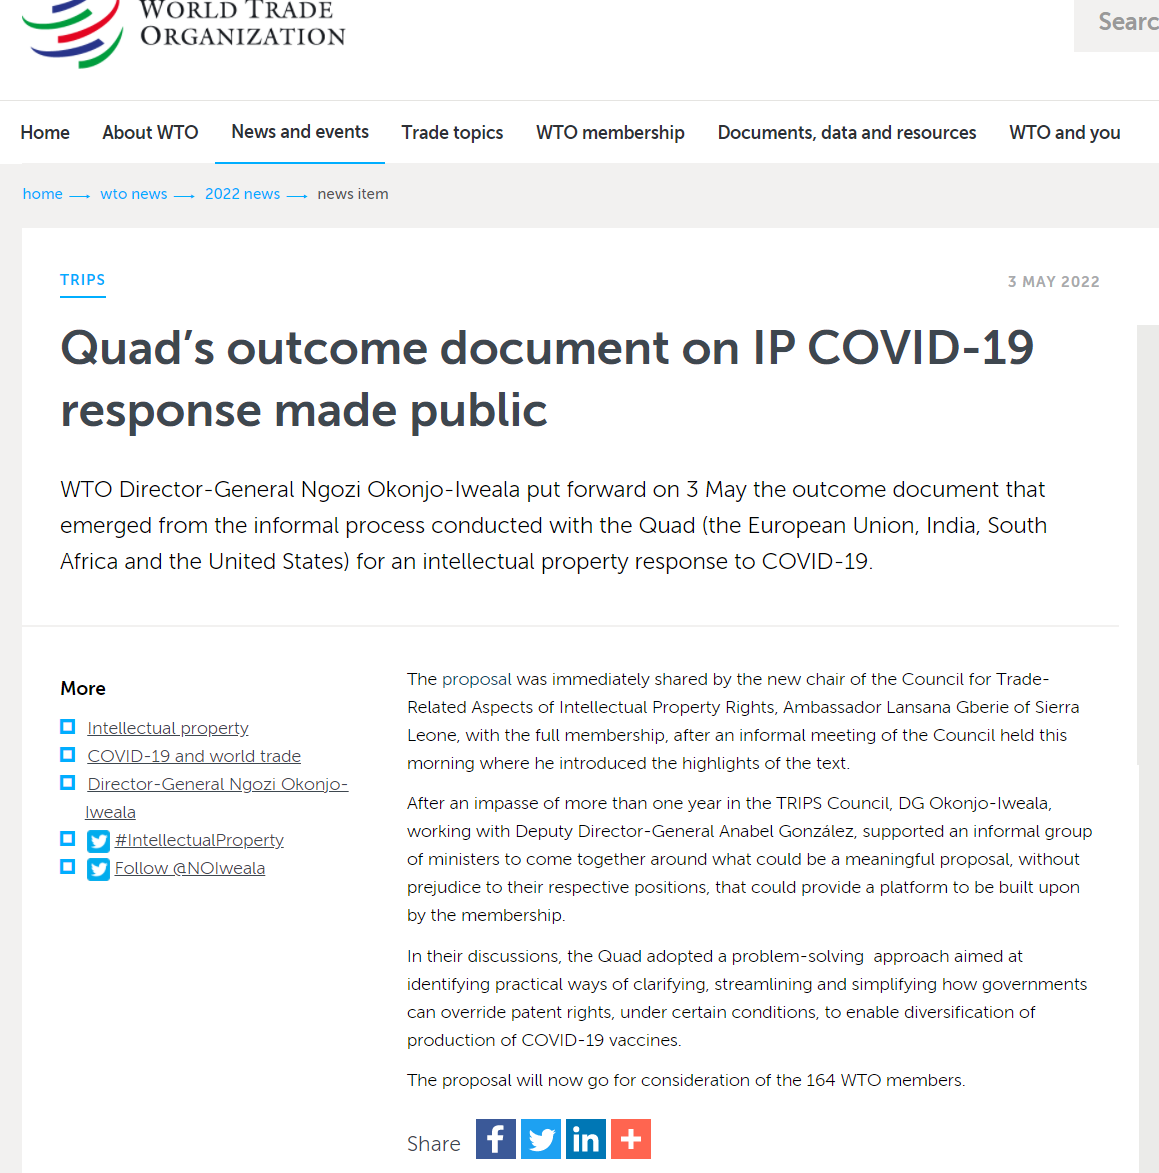 WORLD TRADE
ORGANIZATION
Searc
Home About WTO News and events Trade topics WTO membership Documents, data and resources WTO and you
home wto news 2022 news news item
TRIPS
3 MAY 2022
Quad’s outcome document on IP COVID-19
response made public
WTO Director-General Ngozi Okonjo-Iweala put forward on 3 May the outcome document that
emerged from the informal process conducted with the Quad (the European Union, India, South
Africa and the United States) for an intellectual property response to COVID-19.
More
Intellectual property
COVID-19 and world trade
Director-General Ngozi Okonjo-
Iweala
#IntellectualProperty
Follow @NOIweala
The proposal was immediately shared by the new chair of the Council for Trade-
Related Aspects of Intellectual Property Rights, Ambassador Lansana Gberie of Sierra
Leone, with the full membership, after an informal meeting of the Council held this
morning where he introduced the highlights of the text.
After an impasse of more than one year in the TRIPS Council, DG Okonjo-Iweala,
working with Deputy Director-General Anabel González, supported an informal group
of ministers to come together around what could be a meaningful proposal, without
prejudice to their respective positions, that could provide a platform to be built upon
by the membership.
In their discussions, the Quad adopted a problem-solving  approach aimed at
identifying practical ways of clarifying, streamlining and simplifying how governments
can override patent rights, under certain conditions, to enable diversification of
production of COVID-19 vaccines.
The proposal will now go for consideration of the 164 WTO members.
Share